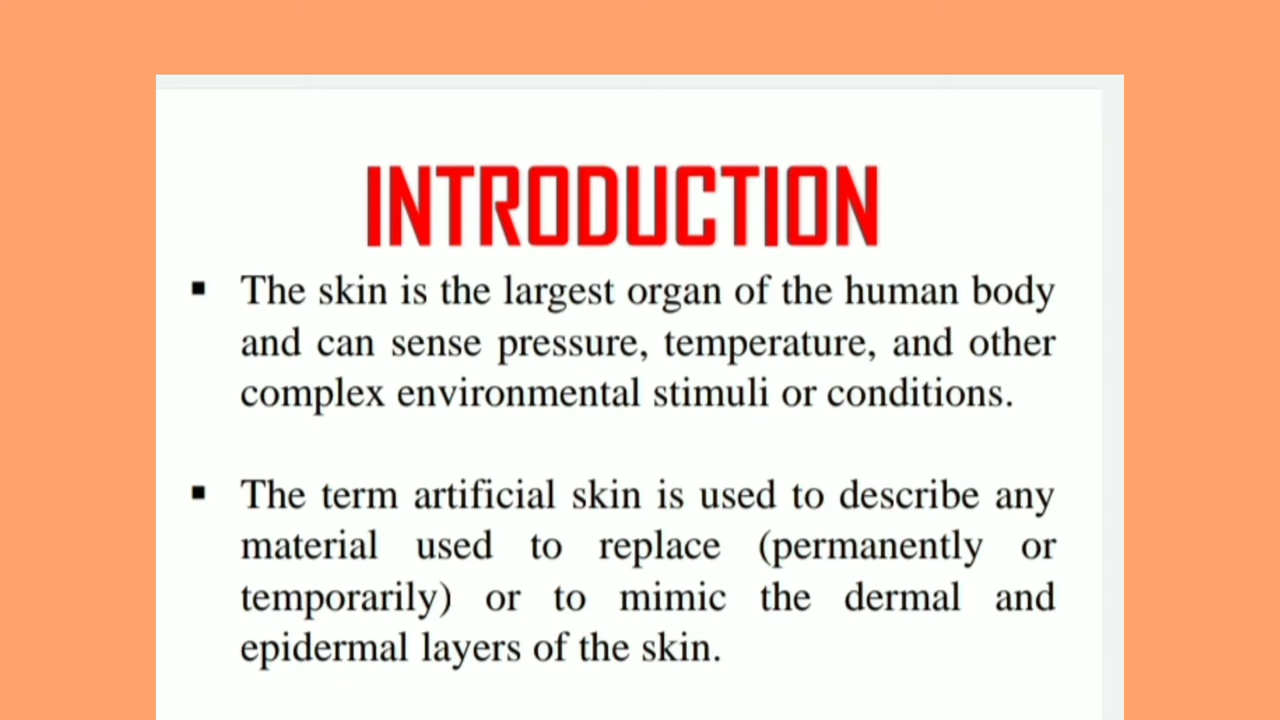 INTRODUCTION
▪ The skin is the largest organ of the human body
and can sense pressure, temperature, and other
complex environmental stimuli or conditions.
▪ The term artificial skin is used to describe any
material used to replace (permanently or
temporarily) or to mimic the dermal and
epidermal layers of the skin.